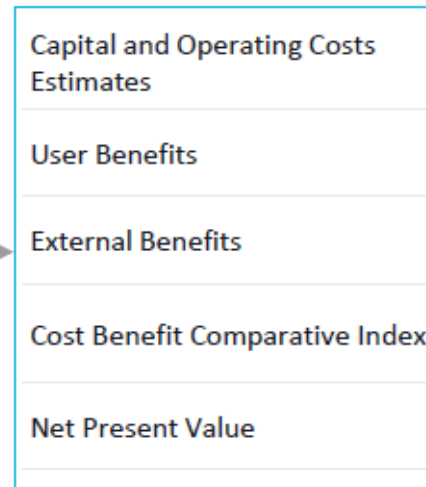 Capital and Operating Costs
Estimates
User Benefits
External Benefits
Cost Benefit Comparative Index
Net Present Value